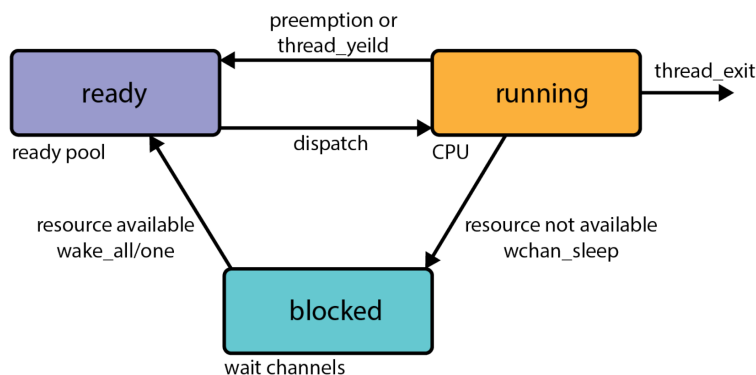 preemption or
thread_yeild
ready
running
thread_exit
ready pool
dispatch
CPU
resource available
wake_all/one
resource not available
wchan_sleep
blocked
wait channels